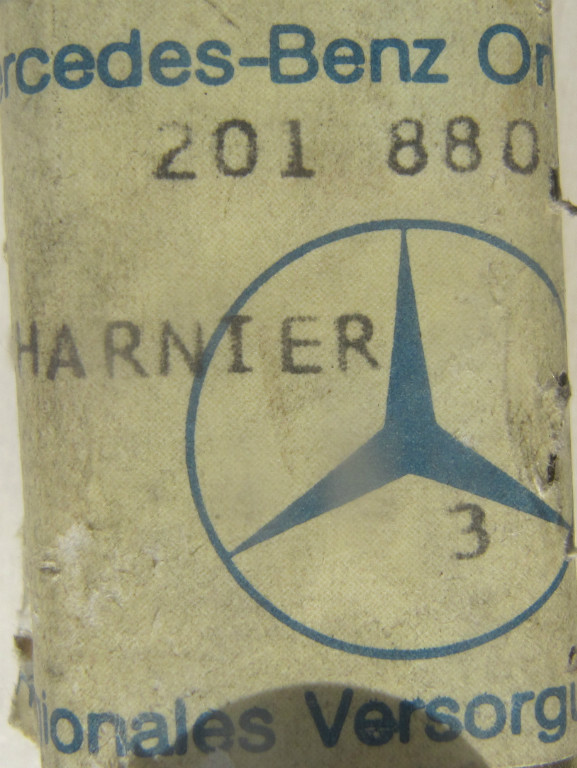 rcedes-Benz Or
201 880
HARNIER
3
ionales Versorgu